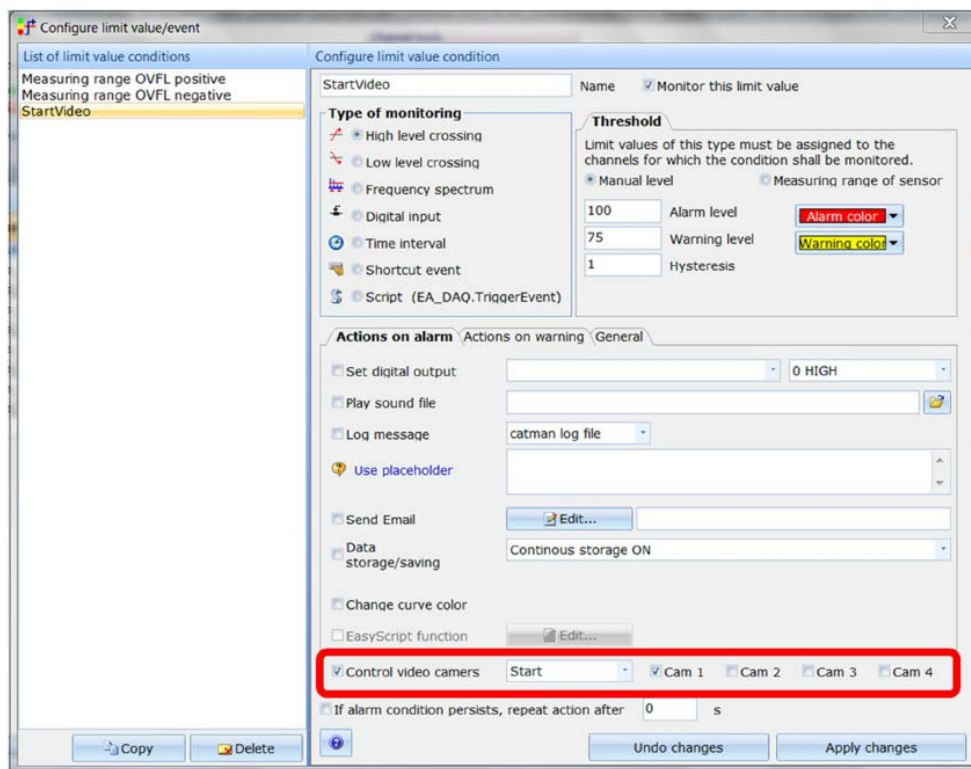 Configure limit value/event
List of limit value conditions
Measuring range OVFL positive
Measuring range OVFL negative
StartVideo
Configure limit value condition
StartVideo Name Monitor this limit value
Type of monitoring
High level crossing
Low level crossing
Frequency spectrum
Digital input
Time interval
Shortcut event
Script (EA_DAQ.TriggerEvent)
Threshold
Limit values of this type must be assigned to the
channels for which the condition shall be monitored.
Manual level Measuring range of sensor
100 Alarm level Alarm color
75 Warning level Warning color
1 Hysteresis
Actions on alarm Actions on warning General
Set digital output 0 HIGH
Play sound file
Log message catman log file
Use placeholder
Send Email Edit...
Data
storage/saving Continous storage ON
Change curve color
EasyScript function Edit...
Control video camers Start Cam 1 Cam 2 Cam 3 Cam 4
If alarm condition persists, repeat action after 0 s
Copy Delete Undo changes Apply changes